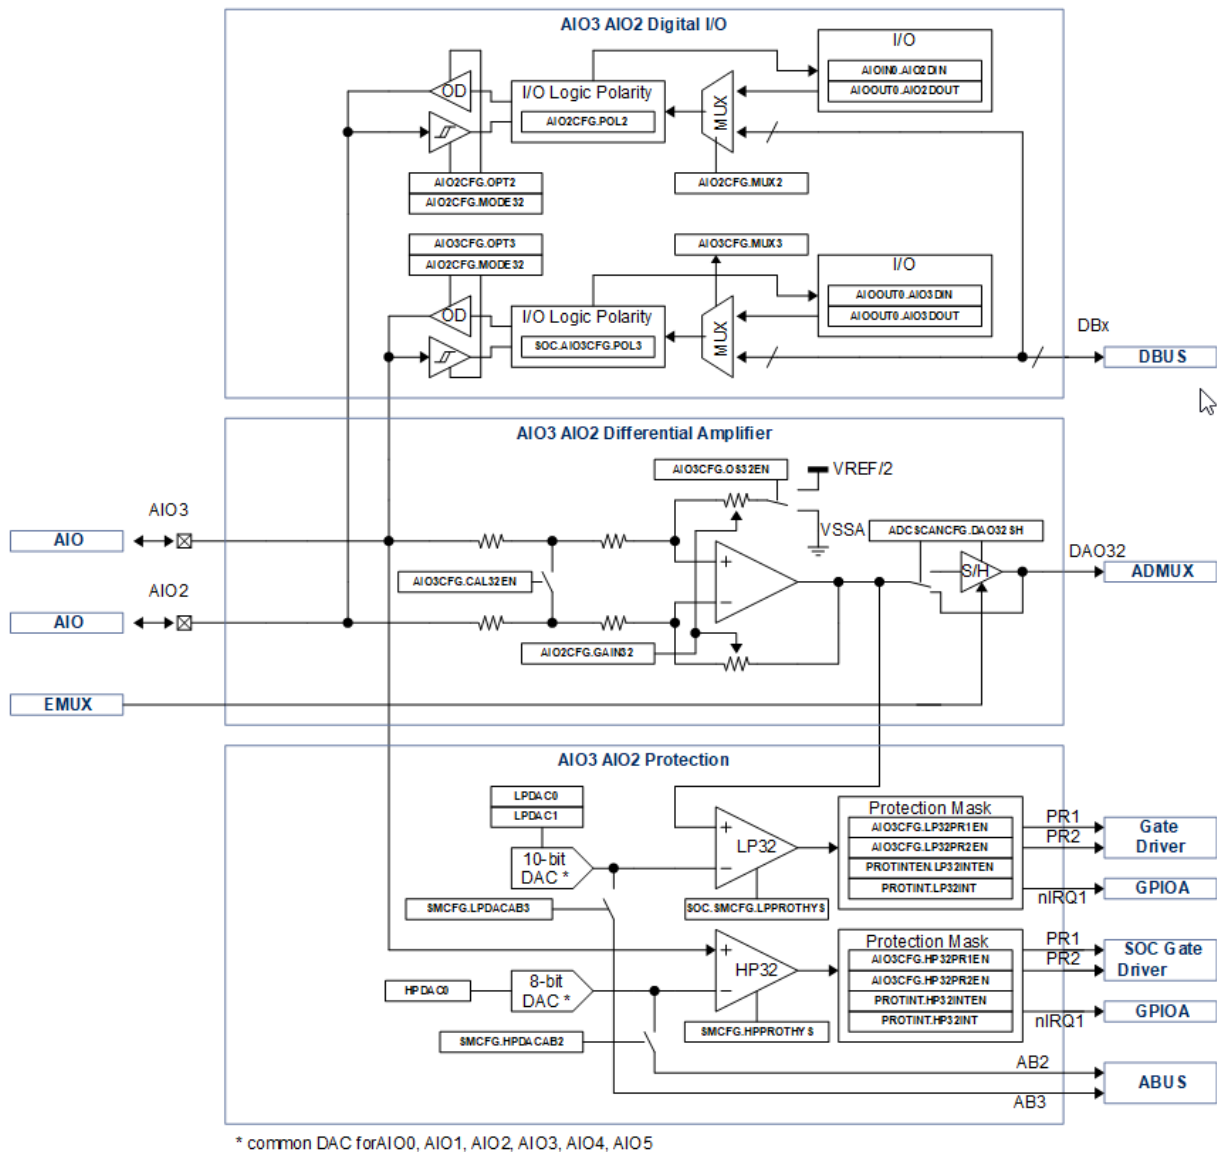 AIO3 AIO2 Digital I/O
I/O
AIOIN0.AIO2DIN
AIOOUT0.AIO2DOUT
OD
I/O Logic Polarity
AIO2CFG.POL2
MUX
AIO2CFG.OPT2
AIO2CFG.MODE32
AIO2CFG.MUX2
AIO3CFG.OPT3
AIO2CFG.MODE32
AIO3CFG.MUX3
I/O
AIOOUT0.AIO3DIN
AIOOUT0.AIO3DOUT
OD
I/O Logic Polarity
SOC.AIO3CFG.POL3
MUX
DBx
DBUS
AIO3 AIO2 Differential Amplifier
AIO3CFG.OS32EN
VREF/2
VSSA
ADCSCANCFG.DAO32SH
AIO3
AIO
S/H
DAO32
ADMUX
AIO3CFG.CAL32EN
+
−
AIO2
AIO
AIO2CFG.GAIN32
EMUX
AIO3 AIO2 Protection
LPDAC0
LPDAC1
10-bit
DAC *
+
−
LP32
Protection Mask
AIO3CFG.LP32PR1EN
AIO3CFG.LP32PR2EN
PROTINTEN.LP32INTEN
PROTINT.LP32INT
PR1
PR2
nIRQ1
Gate
Driver
GPIOA
SMCFG.LPDACAB3
SOC.SMCFG.LPPROTHYS
HPDAC0
8-bit
DAC *
+
−
HP32
Protection Mask
AIO3CFG.HP32PR1EN
AIO3CFG.HP32PR2EN
PROTINT.HP32INTEN
PROTINT.HP32INT
PR1
PR2
nIRQ1
SOC Gate
Driver
GPIOA
SMCFG.HPDACAB2
SMCFG.HPPROTHYS
AB2
AB3
ABUS
* common DAC forAIO0, AIO1, AIO2, AIO3, AIO4, AIO5